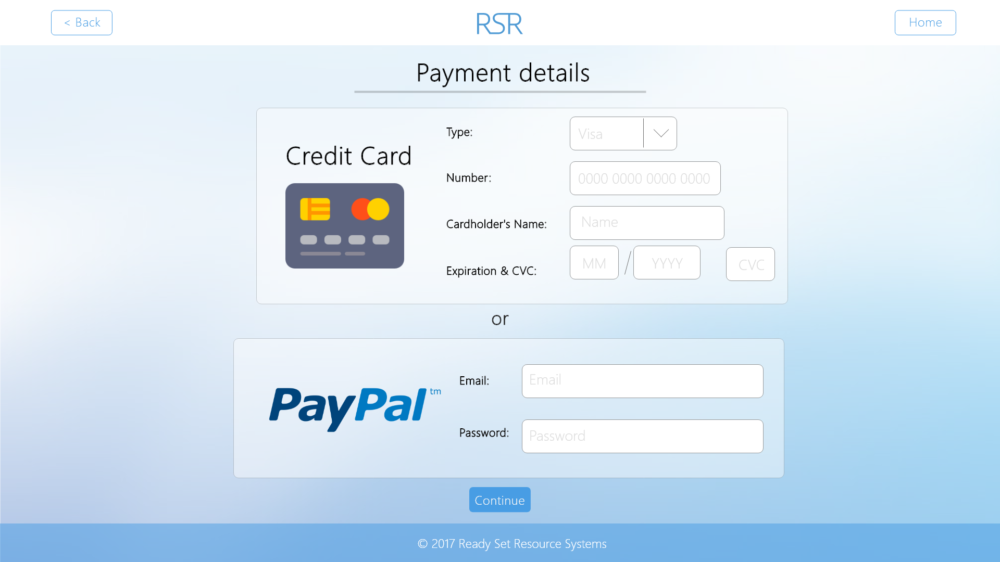 < Back
RSR
Home
Payment details
Credit Card
Type:
Visa
Number:
0000 0000 0000 0000
Cardholder's Name:
Name
Expiration & CVC:
MM / YYYY
CVC
or
PayPal tm
Email:
Email
Password:
Password
Continue
© 2017 Ready Set Resource Systems